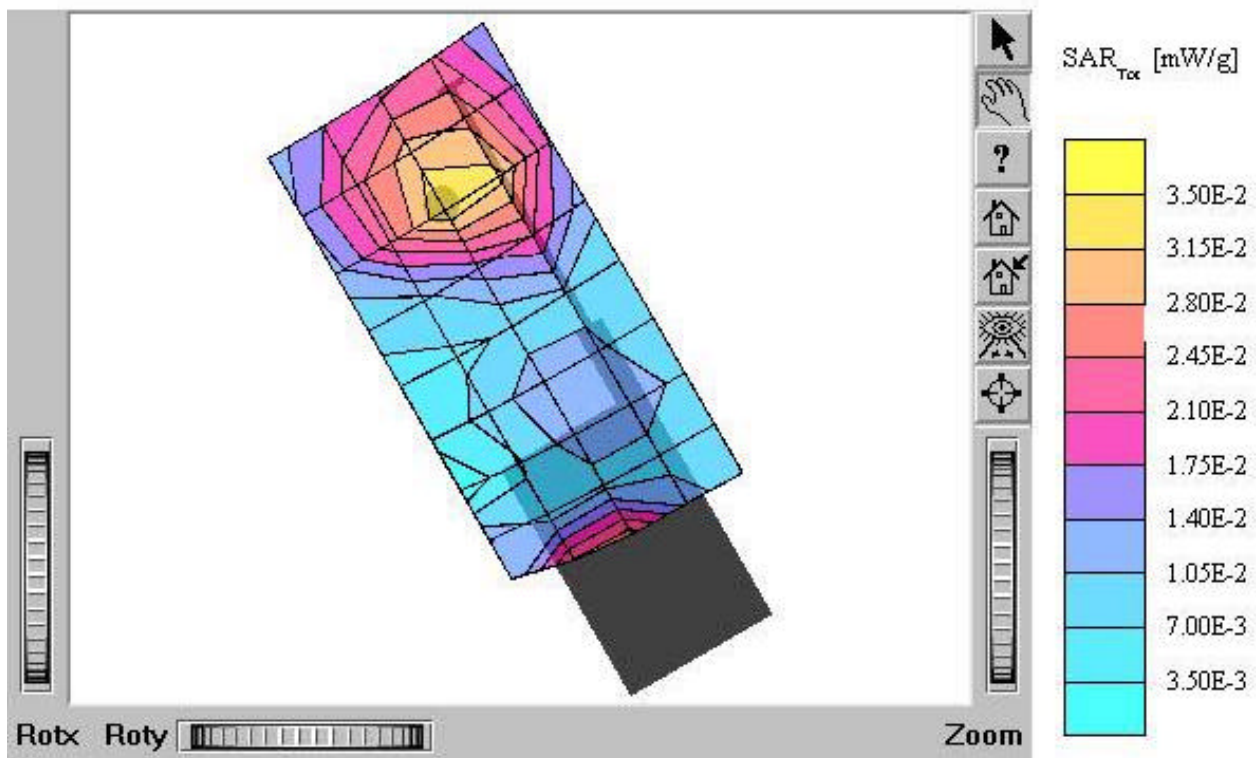 SAR_Tot [mW/g]
?
3.50E-2
3.15E-2
2.80E-2
2.45E-2
2.10E-2
1.75E-2
1.40E-2
1.05E-2
7.00E-3
3.50E-3
Rotx Roty Zoom